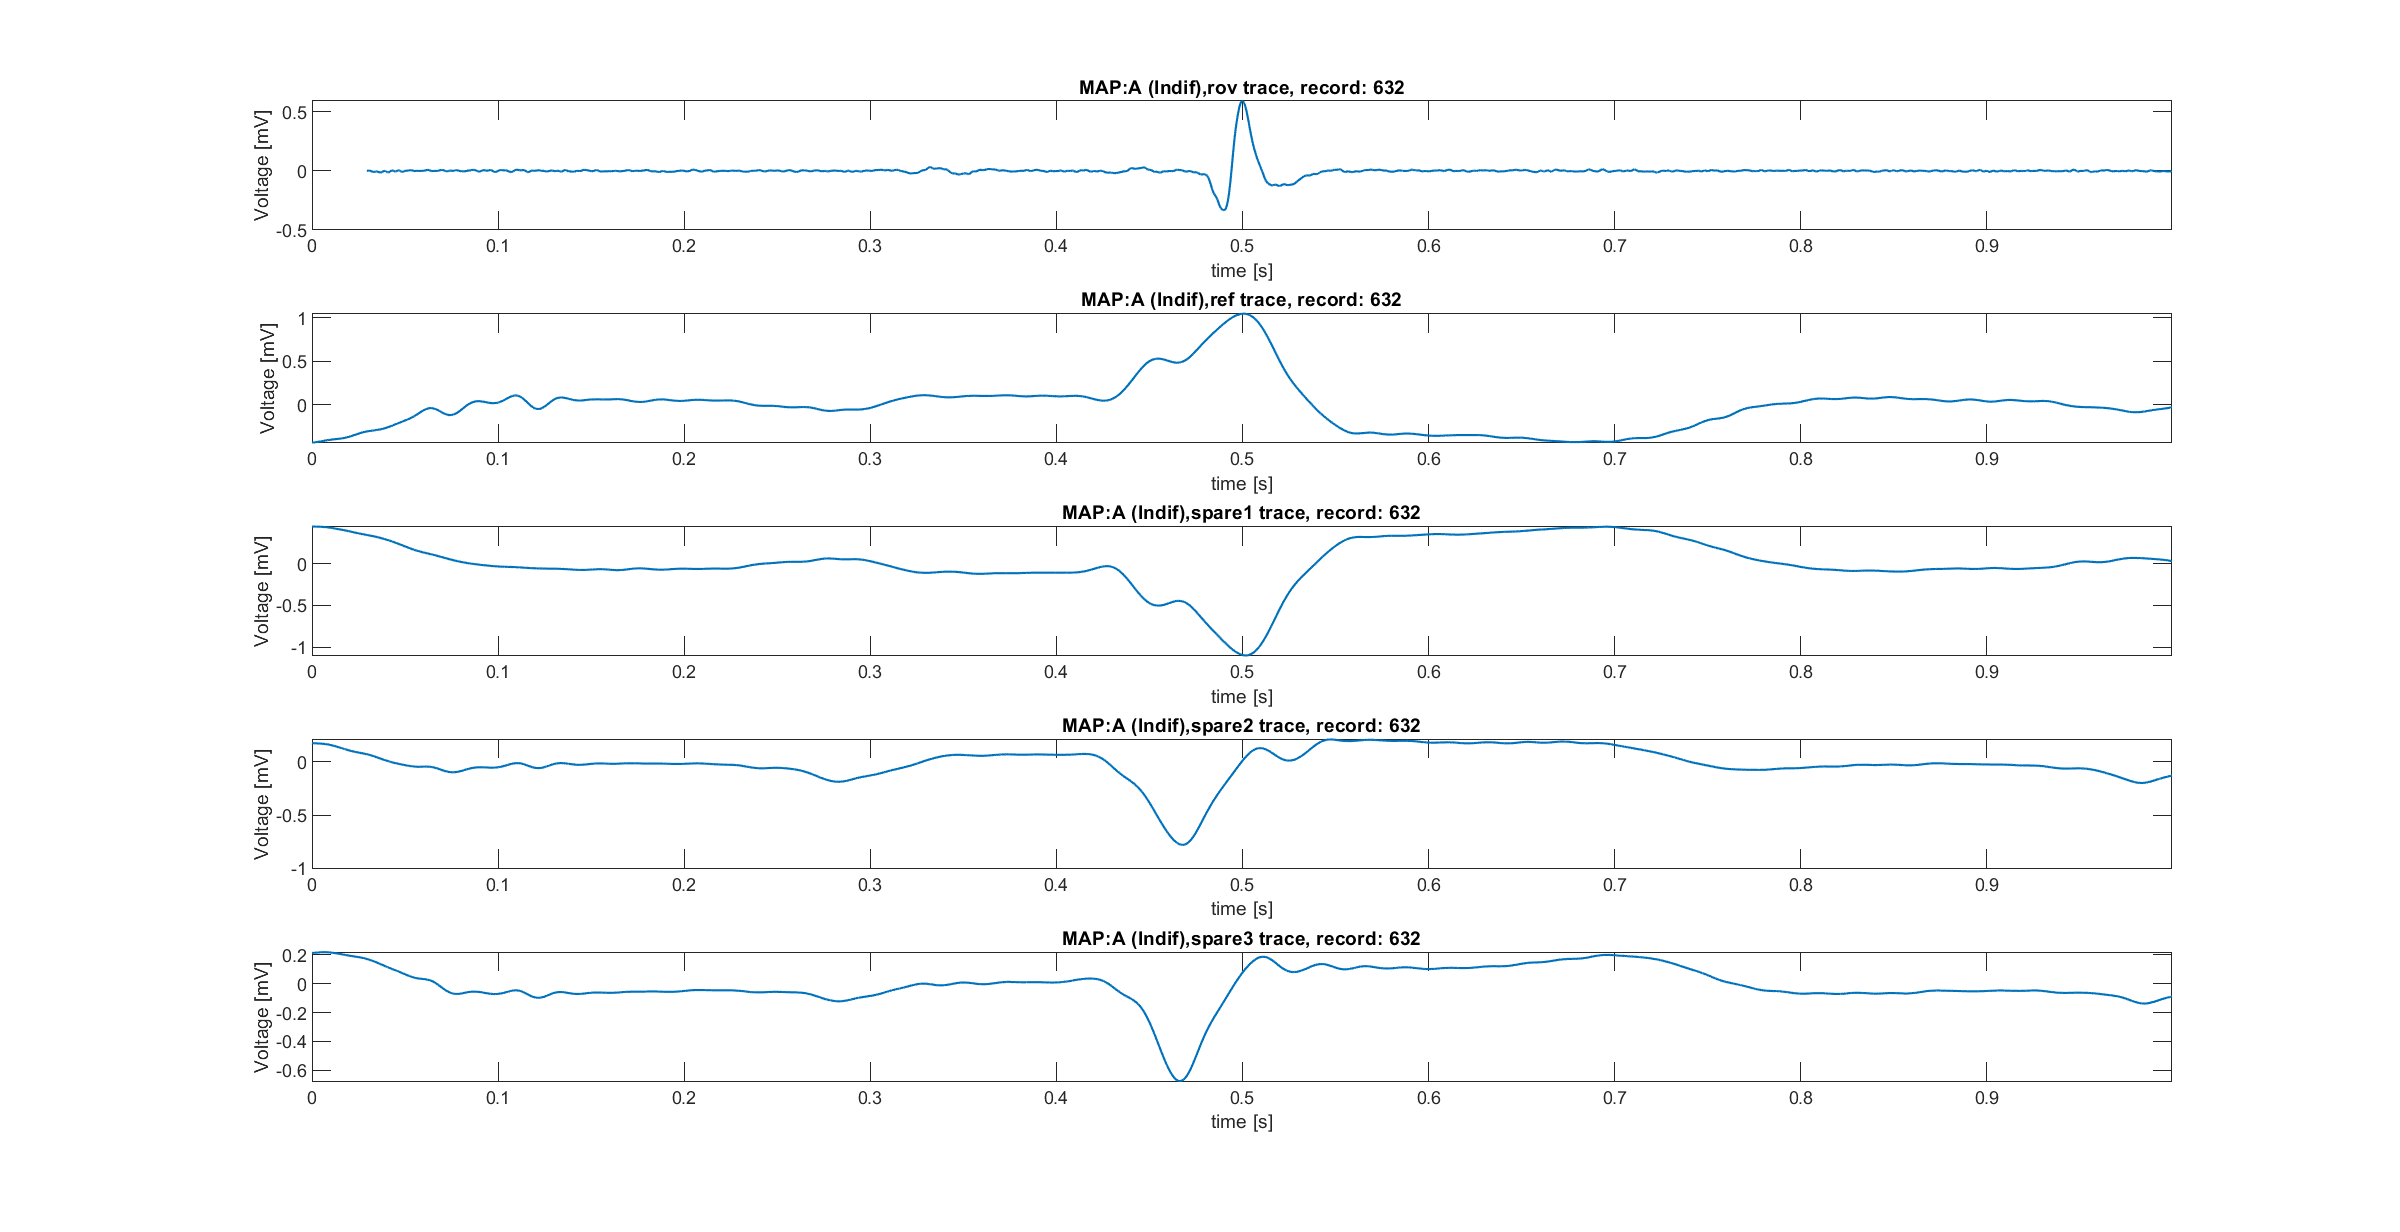 MAP:A (Indif),rov trace, record: 632
Voltage [mV]
0.5
0
-0.5
0 0.1 0.2 0.3 0.4 0.5 0.6 0.7 0.8 0.9
time [s]
MAP:A (Indif),ref trace, record: 632
Voltage [mV]
1
0.5
0
0 0.1 0.2 0.3 0.4 0.5 0.6 0.7 0.8 0.9
time [s]
MAP:A (Indif),spare1 trace, record: 632
Voltage [mV]
0
-0.5
-1
0 0.1 0.2 0.3 0.4 0.5 0.6 0.7 0.8 0.9
time [s]
MAP:A (Indif),spare2 trace, record: 632
Voltage [mV]
0
-0.5
-1
0 0.1 0.2 0.3 0.4 0.5 0.6 0.7 0.8 0.9
time [s]
MAP:A (Indif),spare3 trace, record: 632
Voltage [mV]
0.2
0
-0.2
-0.4
-0.6
0 0.1 0.2 0.3 0.4 0.5 0.6 0.7 0.8 0.9
time [s]